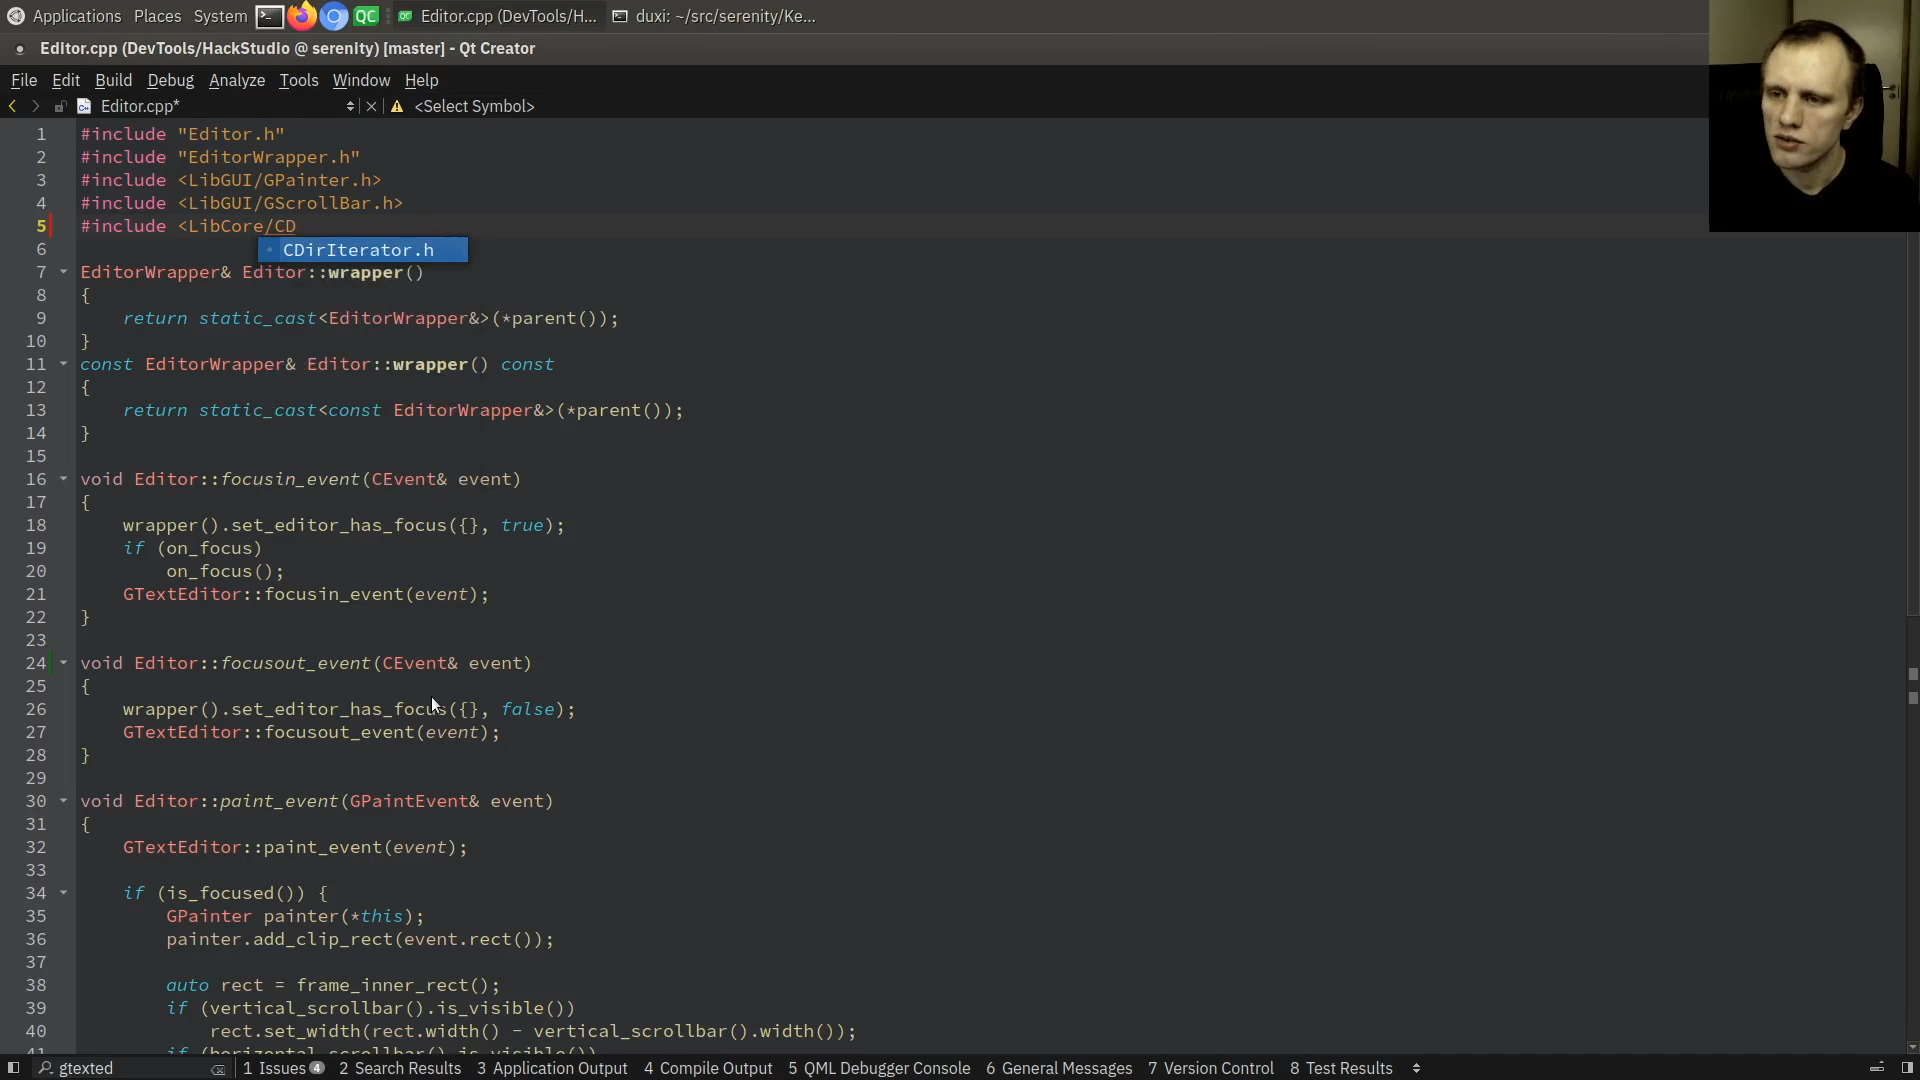 Applications Places System QC Editor.cpp (DevTools/H... duxi: ~/src/serenity/Ke...
Editor.cpp (DevTools/HackStudio @ serenity) [master] - Qt Creator
File Edit Build Debug Analyze Tools Window Help
Editor.cpp* <Select Symbol>
1 #include "Editor.h"
2 #include "EditorWrapper.h"
3 #include <LibGUI/GPainter.h>
4 #include <LibGUI/GScrollBar.h>
5 #include <LibCore/CD
6 CDirIterator.h
7 EditorWrapper& Editor::wrapper()
8 {
9 return static_cast<EditorWrapper&>(*parent());
10 }
11 const EditorWrapper& Editor::wrapper() const
12 {
13 return static_cast<const EditorWrapper&>(*parent());
14 }
15
16 void Editor::focusin_event(CEvent& event)
17 {
18 wrapper().set_editor_has_focus({}, true);
19 if (on_focus)
20 on_focus();
21 GTextEditor::focusin_event(event);
22 }
23
24 void Editor::focusout_event(CEvent& event)
25 {
26 wrapper().set_editor_has_focus({}, false);
27 GTextEditor::focusout_event(event);
28 }
29
30 void Editor::paint_event(GPaintEvent& event)
31 {
32 GTextEditor::paint_event(event);
33
34 if (is_focused()) {
35 GPainter painter(*this);
36 painter.add_clip_rect(event.rect());
37
38 auto rect = frame_inner_rect();
39 if (vertical_scrollbar().is_visible())
40 rect.set_width(rect.width() - vertical_scrollbar().width());
41 if (horizontal_scrollbar().is_visible())
gtexted 1 Issues 4 2 Search Results 3 Application Output 4 Compile Output 5 QML Debugger Console 6 General Messages 7 Version Control 8 Test Results